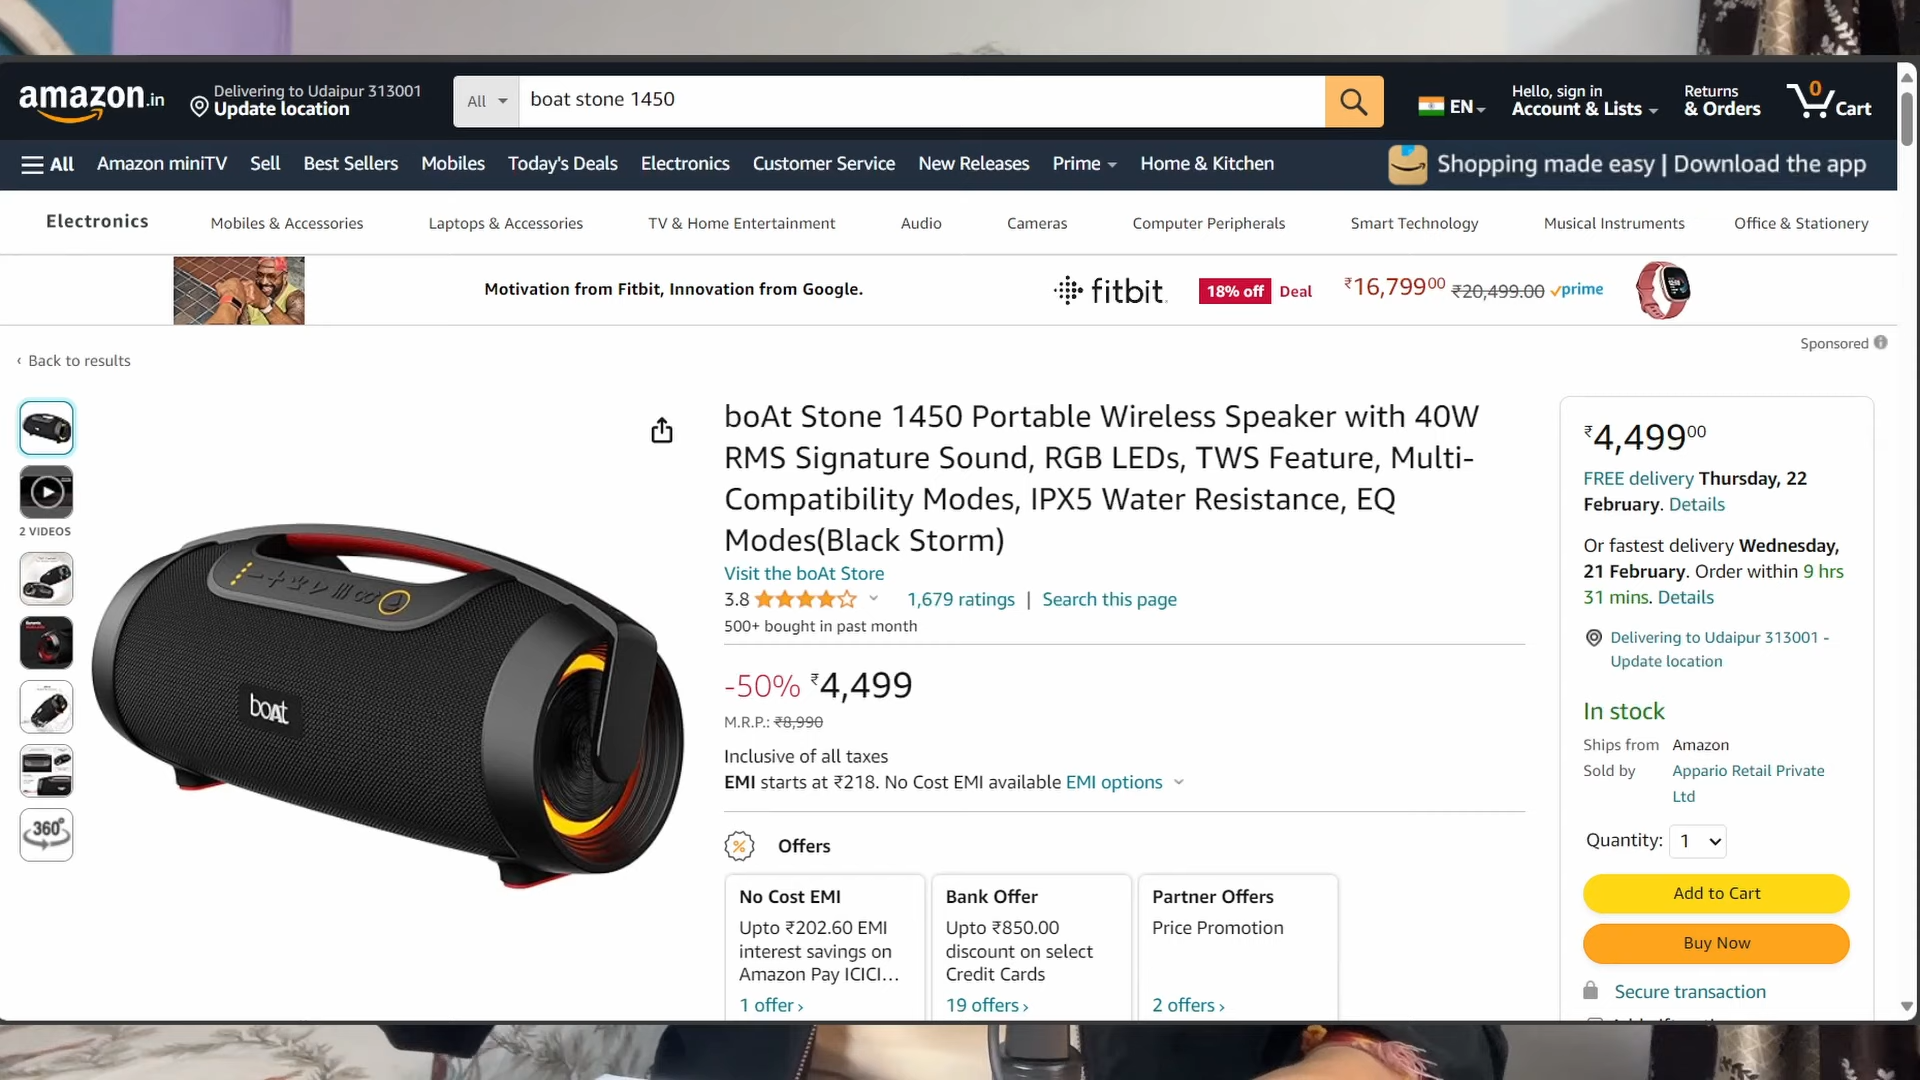 amazon.in
Delivering to Udaipur 313001
Update location
All
boat stone 1450
EN
Hello, sign in
Account & Lists
Returns
& Orders
0
Cart
All
Amazon miniTV
Sell
Best Sellers
Mobiles
Today's Deals
Electronics
Customer Service
New Releases
Prime
Home & Kitchen
Shopping made easy | Download the app
Electronics
Mobiles & Accessories
Laptops & Accessories
TV & Home Entertainment
Audio
Cameras
Computer Peripherals
Smart Technology
Musical Instruments
Office & Stationery
Motivation from Fitbit, Innovation from Google.
fitbit
18% off
Deal
₹16,799.00
₹20,499.00
prime
Sponsored
‹ Back to results
2 VIDEOS
360°
boAt
boAt Stone 1450 Portable Wireless Speaker with 40W
RMS Signature Sound, RGB LEDs, TWS Feature, Multi-
Compatibility Modes, IPX5 Water Resistance, EQ
Modes(Black Storm)
Visit the boAt Store
3.8
1,679 ratings | Search this page
500+ bought in past month
-50% ₹4,499
M.R.P.: ₹8,990
Inclusive of all taxes
EMI starts at ₹218. No Cost EMI available EMI options
Offers
No Cost EMI
Upto ₹202.60 EMI
interest savings on
Amazon Pay ICICI...
1 offer ›
Bank Offer
Upto ₹850.00
discount on select
Credit Cards
19 offers ›
Partner Offers
Price Promotion
2 offers ›
₹4,499.00
FREE delivery Thursday, 22
February. Details
Or fastest delivery Wednesday,
21 February. Order within 9 hrs
31 mins. Details
Delivering to Udaipur 313001 -
Update location
In stock
Ships from Amazon
Sold by Appario Retail Private
Ltd
Quantity: 1
Add to Cart
Buy Now
Secure transaction